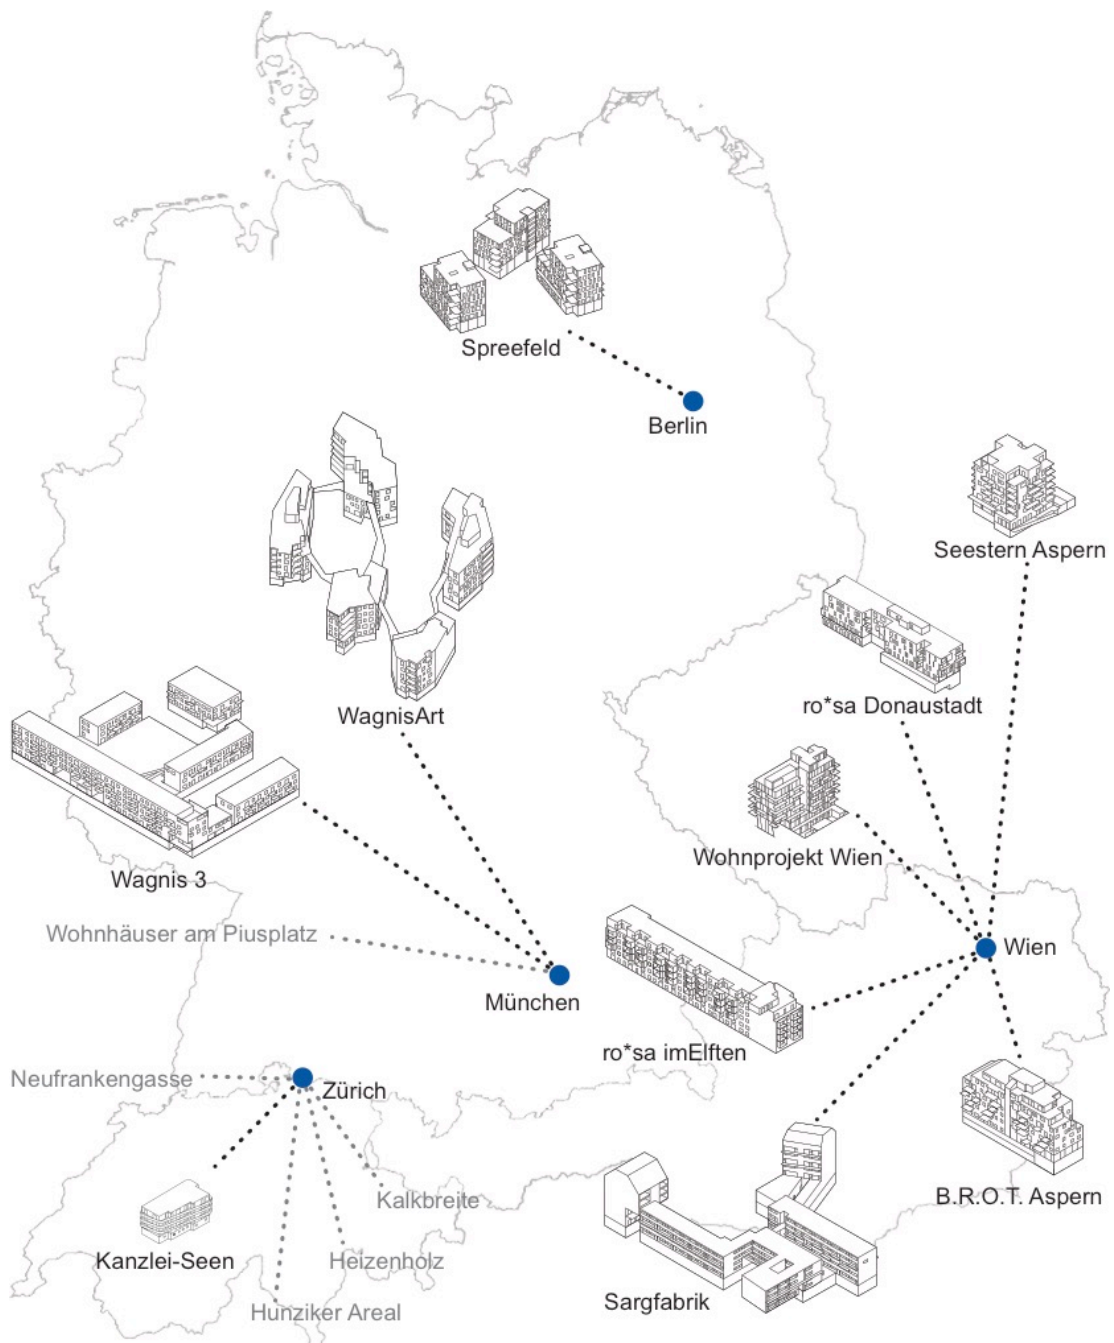 Spreefeld
Berlin
Seestern Aspern
ro*sa Donaustadt
WagnisArt
Wohnprojekt Wien
Wagnis 3
Wohnhäuser am Piusplatz
Wien
München
ro*sa imElften
Neufrankengasse
Zürich
Kalkbreite
B.R.O.T. Aspern
Kanzlei-Seen
Heizenholz
Hunziker Areal
Sargfabrik